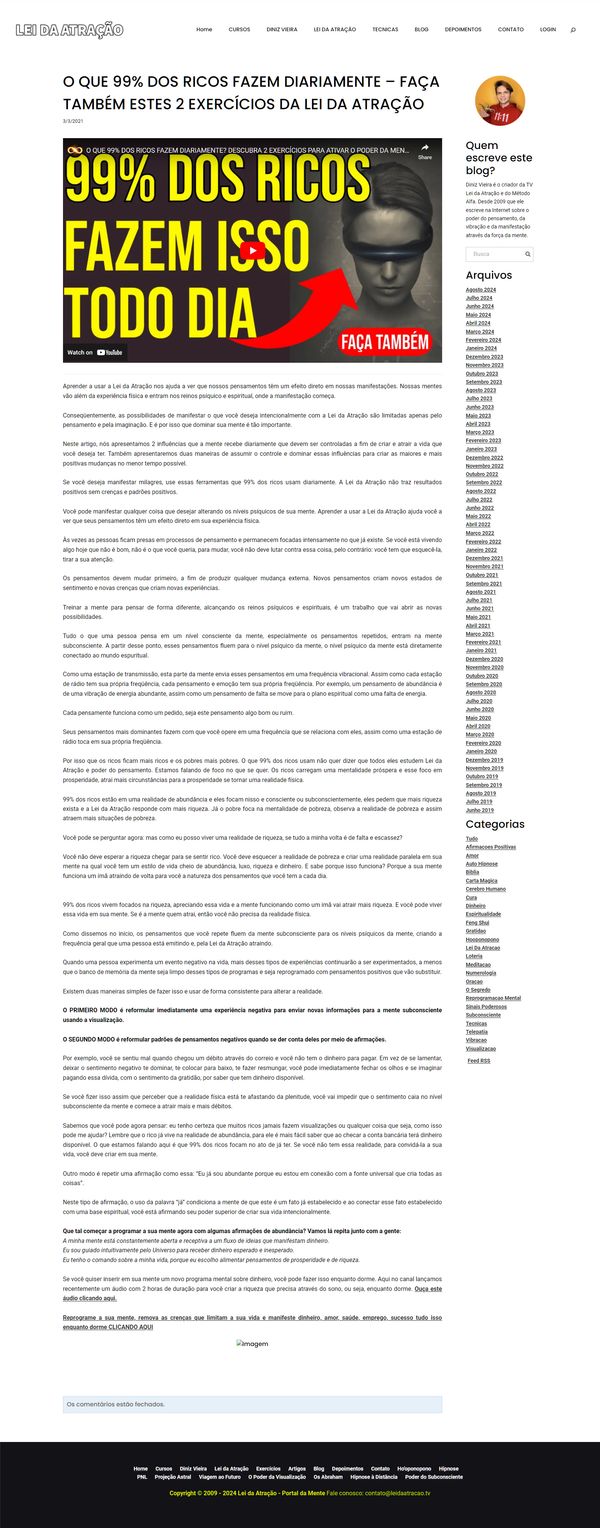 LEI DA ATRAÇÃO
Home CURSOS DINIZ VIEIRA LEI DA ATRAÇÃO TECNICAS BLOG DEPOIMENTOS CONTATO LOGIN
O QUE 99% DOS RICOS FAZEM DIARIAMENTE – FAÇA
TAMBÉM ESTES 2 EXERCÍCIOS DA LEI DA ATRAÇÃO
3/3/2021
O QUE 99% DOS RICOS FAZEM DIARIAMENTE? DESCUBRA 2 EXERCÍCIOS PARA ATIVAR O PODER DA MEN...
Share
99% DOS RICOS
FAZEM ISSO
TODO DIA
FAÇA TAMBÉM
Watch on YouTube
Aprender a usar a Lei da Atração nos ajuda a ver que nossos pensamentos têm um efeito direto em nossas manifestações. Nossas mentes
vão além da experiência física e entram nos reinos psíquico e espiritual, onde a manifestação começa.
Conseqüentemente, as possibilidades de manifestar o que você deseja intencionalmente com a Lei da Atração são limitadas apenas pelo
pensamento e pela imaginação. E é por isso que dominar sua mente é tão importante.
Neste artigo, nós apresentamos 2 influências que a mente recebe diariamente que devem ser controladas a fim de criar e atrair a vida que
você deseja ter. Também apresentaremos duas maneiras de assumir o controle e dominar essas influências para criar as maiores e mais
positivas mudanças no menor tempo possível.
Se você deseja manifestar milagres, use essas ferramentas que 99% dos ricos usam diariamente. A Lei da Atração não traz resultados
positivos sem crenças e padrões positivos.
Você pode manifestar qualquer coisa que desejar alterando os níveis psíquicos de sua mente. Aprender a usar a Lei da Atração ajuda você a
ver que seus pensamentos têm um efeito direto em sua experiência física.
Às vezes as pessoas ficam presas em processos de pensamento e permanecem focadas intensamente no que já existe. Se você está vivendo
algo hoje que não é bom, não é o que você queria, para mudar, você não deve lutar contra essa coisa, pelo contrário: você tem que esquecê-la,
tirar a sua atenção.
Os pensamentos devem mudar primeiro, a fim de produzir qualquer mudança externa. Novos pensamentos criam novos estados de
sentimento e novas crenças que criam novas experiências.
Treinar a mente para pensar de forma diferente, alcançando os reinos psíquicos e espirituais, é um trabalho que vai abrir as novas
possibilidades.
Tudo o que uma pessoa pensa em um nível consciente da mente, especialmente os pensamentos repetidos, entram na mente
subconsciente. A partir desse ponto, esses pensamentos fluem para o nível psíquico da mente, o nível psíquico da mente está diretamente
conectado ao mundo espiritual.
Como uma estação de transmissão, esta parte da mente envia esses pensamentos em uma frequência vibracional. Assim como cada estação
de rádio tem sua própria freqüência, cada pensamento e emoção tem sua própria freqüência. Por exemplo, um pensamento de abundância é
de uma vibração de energia abundante, assim como um pensamento de falta se move para o plano espiritual como uma falta de energia.
Cada pensamente funciona como um pedido, seja este pensamento algo bom ou ruim.
Seus pensamentos mais dominantes fazem com que você opere em uma frequência que se relaciona com eles, assim como uma estação de
rádio toca em sua própria freqüência.
Por isso que os ricos ficam mais ricos e os pobres mais pobres. O que 99% dos ricos usam não quer dizer que todos eles estudem Lei da
Atração e poder do pensamento. Estamos falando de foco no que se quer. Os ricos carregam uma mentalidade próspera e esse foco em
prosperidade, atrai mais circunstâncias para a prosperidade se tornar uma realidade física.
99% dos ricos estão em uma realidade de abundância e eles focam nisso e consciente ou subconscientemente, eles pedem que mais riqueza
exista e a Lei da Atração responde com mais riqueza. Já o pobre foca na mentalidade de pobreza, observa a realidade de pobreza e assim
atraem mais situações de pobreza.
Você pode se perguntar agora: mas como eu posso viver uma realidade de riqueza, se tudo a minha volta é de falta e escassez?
Você não deve esperar a riqueza chegar para se sentir rico. Você deve esquecer a realidade de pobreza e criar uma realidade paralela em sua
mente na qual você tem um estilo de vida cheio de abundância, luxo, riqueza e dinheiro. E sabe porque isso funciona? Porque a sua mente
funciona um imã atraindo de volta para você a natureza dos pensamentos que você tem a cada dia.
99% dos ricos vivem focados na riqueza, apreciando essa vida e a mente funcionando como um imã vai atrair mais riqueza. E você pode viver
essa vida em sua mente. Se é a mente quem atrai, então você não precisa da realidade física.
Como dissemos no início, os pensamentos que você repete fluem da mente subconsciente para os níveis psíquicos da mente, criando a
frequência geral que uma pessoa está emitindo e, pela Lei da Atração atraindo.
Quando uma pessoa experimenta um evento negativo na vida, mais desses tipos de experiências continuarão a ser experimentados, a menos
que o banco de memória da mente seja limpo desses tipos de programas e seja reprogramado com pensamentos positivos que vão substituir.
Existem duas maneiras simples de fazer isso e usar de forma consistente para alterar a realidade.
O PRIMEIRO MODO é reformular imediatamente uma experiência negativa para enviar novas informações para a mente subconsciente
usando a visualização.
O SEGUNDO MODO é reformular padrões de pensamentos negativos quando se der conta deles por meio de afirmações.
Por exemplo, você se sentiu mal quando chegou um débito através do correio e você não tem o dinheiro para pagar. Em vez de se lamentar,
deixar o sentimento negativo te dominar, te colocar para baixo, te fazer resmungar, você pode imediatamente fechar os olhos e se imaginar
pagando essa dívida, com o sentimento da gratidão, por saber que tem dinheiro disponível.
Se você fizer isso assim que perceber que a realidade física está te afastando da plenitude, você vai impedir que o sentimento caia no nível
subconsciente da mente e comece a atrair mais e mais débitos.
Sabemos que você pode agora pensar: eu tenho certeza que muitos ricos jamais fazem visualizações ou qualquer coisa que seja, como isso
pode me ajudar? Lembre que o rico já vive na realidade de abundância, para ele é mais fácil saber que ao checar a conta bancária terá dinheiro
disponível. O que estamos falando aqui é que 99% dos ricos focam no ato de já ter. Se você não tem essa realidade, para convidá-la a sua
vida, você deve criar em sua mente.
Outro modo é repetir uma afirmação como essa: "Eu já sou abundante porque eu estou em conexão com a fonte universal que cria todas as
coisas".
Neste tipo de afirmação, o uso da palavra "já" condiciona a mente de que este é um fato já estabelecido e ao conectar esse fato estabelecido
com uma base espiritual, você está afirmando seu poder superior de criar sua vida intencionalmente.
Que tal começar a programar a sua mente agora com algumas afirmações de abundância? Vamos lá repita junto com a gente:
A minha mente está constantemente aberta e receptiva a um fluxo de ideias que manifestam dinheiro.
Eu sou guiado intuitivamente pelo Universo para receber dinheiro esperado e inesperado.
Eu tenho o comando sobre a minha vida, porque eu escolho alimentar pensamentos de prosperidade e de riqueza.
Se você quiser inserir em sua mente um novo programa mental sobre dinheiro, você pode fazer isso enquanto dorme. Aqui no canal lançamos
recentemente um áudio com 2 horas de duração para você criar a riqueza que precisa através do sono, ou seja, enquanto dorme. Ouça este
áudio clicando aqui.
Reprograme a sua mente, remova as crenças que limitam a sua vida e manifeste dinheiro, amor, saúde, emprego, sucesso tudo isso
enquanto dorme CLICANDO AQUI
Imagem
Os comentários estão fechados.
Quem
escreve este
blog?
Diniz Vieira é o criador da TV
Lei da Atração e do Método
Alfa. Desde 2009 que ele
escreve na Internet sobre o
poder do pensamento, da
vibração e da manifestação
através da força da mente.
Busca
Arquivos
Agosto 2024
Julho 2024
Junho 2024
Maio 2024
Abril 2024
Março 2024
Fevereiro 2024
Janeiro 2024
Dezembro 2023
Novembro 2023
Outubro 2023
Setembro 2023
Agosto 2023
Julho 2023
Junho 2023
Maio 2023
Abril 2023
Março 2023
Fevereiro 2023
Janeiro 2023
Dezembro 2022
Novembro 2022
Outubro 2022
Setembro 2022
Agosto 2022
Julho 2022
Junho 2022
Maio 2022
Abril 2022
Março 2022
Fevereiro 2022
Janeiro 2022
Dezembro 2021
Novembro 2021
Outubro 2021
Setembro 2021
Agosto 2021
Julho 2021
Junho 2021
Maio 2021
Abril 2021
Março 2021
Fevereiro 2021
Janeiro 2021
Dezembro 2020
Novembro 2020
Outubro 2020
Setembro 2020
Agosto 2020
Julho 2020
Junho 2020
Maio 2020
Abril 2020
Março 2020
Fevereiro 2020
Janeiro 2020
Dezembro 2019
Novembro 2019
Outubro 2019
Setembro 2019
Agosto 2019
Julho 2019
Junho 2019
Categorias
Tudo
Afirmacoes Positivas
Amor
Auto Hipnose
Biblia
Carta Magica
Cerebro Humano
Cura
Dinheiro
Espiritualidade
Feng Shui
Gratidao
Hooponopono
Lei Da Atracao
Loteria
Meditacao
Numerologia
Oracao
O Segredo
Reprogramacao Mental
Sinais Poderosos
Subconsciente
Tecnicas
Telepatia
Vibracao
Visualizacao
Feed RSS
Home Cursos Diniz Vieira Lei da Atração Exercícios Artigos Blog Depoimentos Contato Ho'oponopono Hipnose
PNL Projeção Astral Viagem ao Futuro O Poder da Visualização Os Abraham Hipnose à Distância Poder do Subconsciente
Copyright © 2009 - 2024 Lei da Atração - Portal da Mente Fale conosco: contato@leidaatracao.tv